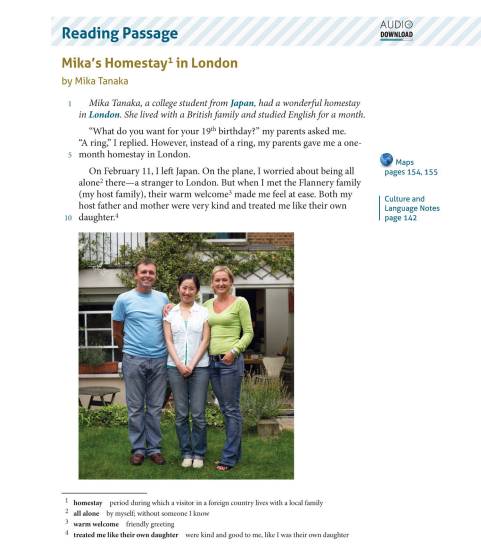 AUDIO
DOWNLOAD
Reading Passage
Mika's Homestay¹ in London
by Mika Tanaka
1 Mika Tanaka, a college student from Japan, had a wonderful homestay
in London. She lived with a British family and studied English for a month.
"What do you want for your 19th birthday?" my parents asked me.
"A ring," I replied. However, instead of a ring, my parents gave me a one-
5 month homestay in London.
On February 11, I left Japan. On the plane, I worried about being all
alone² there—a stranger to London. But when I met the Flannery family
(my host family), their warm welcome³ made me feel at ease. Both my
host father and mother were very kind and treated me like their own
10 daughter.⁴
Maps
pages 154, 155
Culture and
Language Notes
page 142
1 homestay period during which a visitor in a foreign country lives with a local family
2 all alone by myself; without someone I know
3 warm welcome friendly greeting
4 treated me like their own daughter were kind and good to me, like I was their own daughter